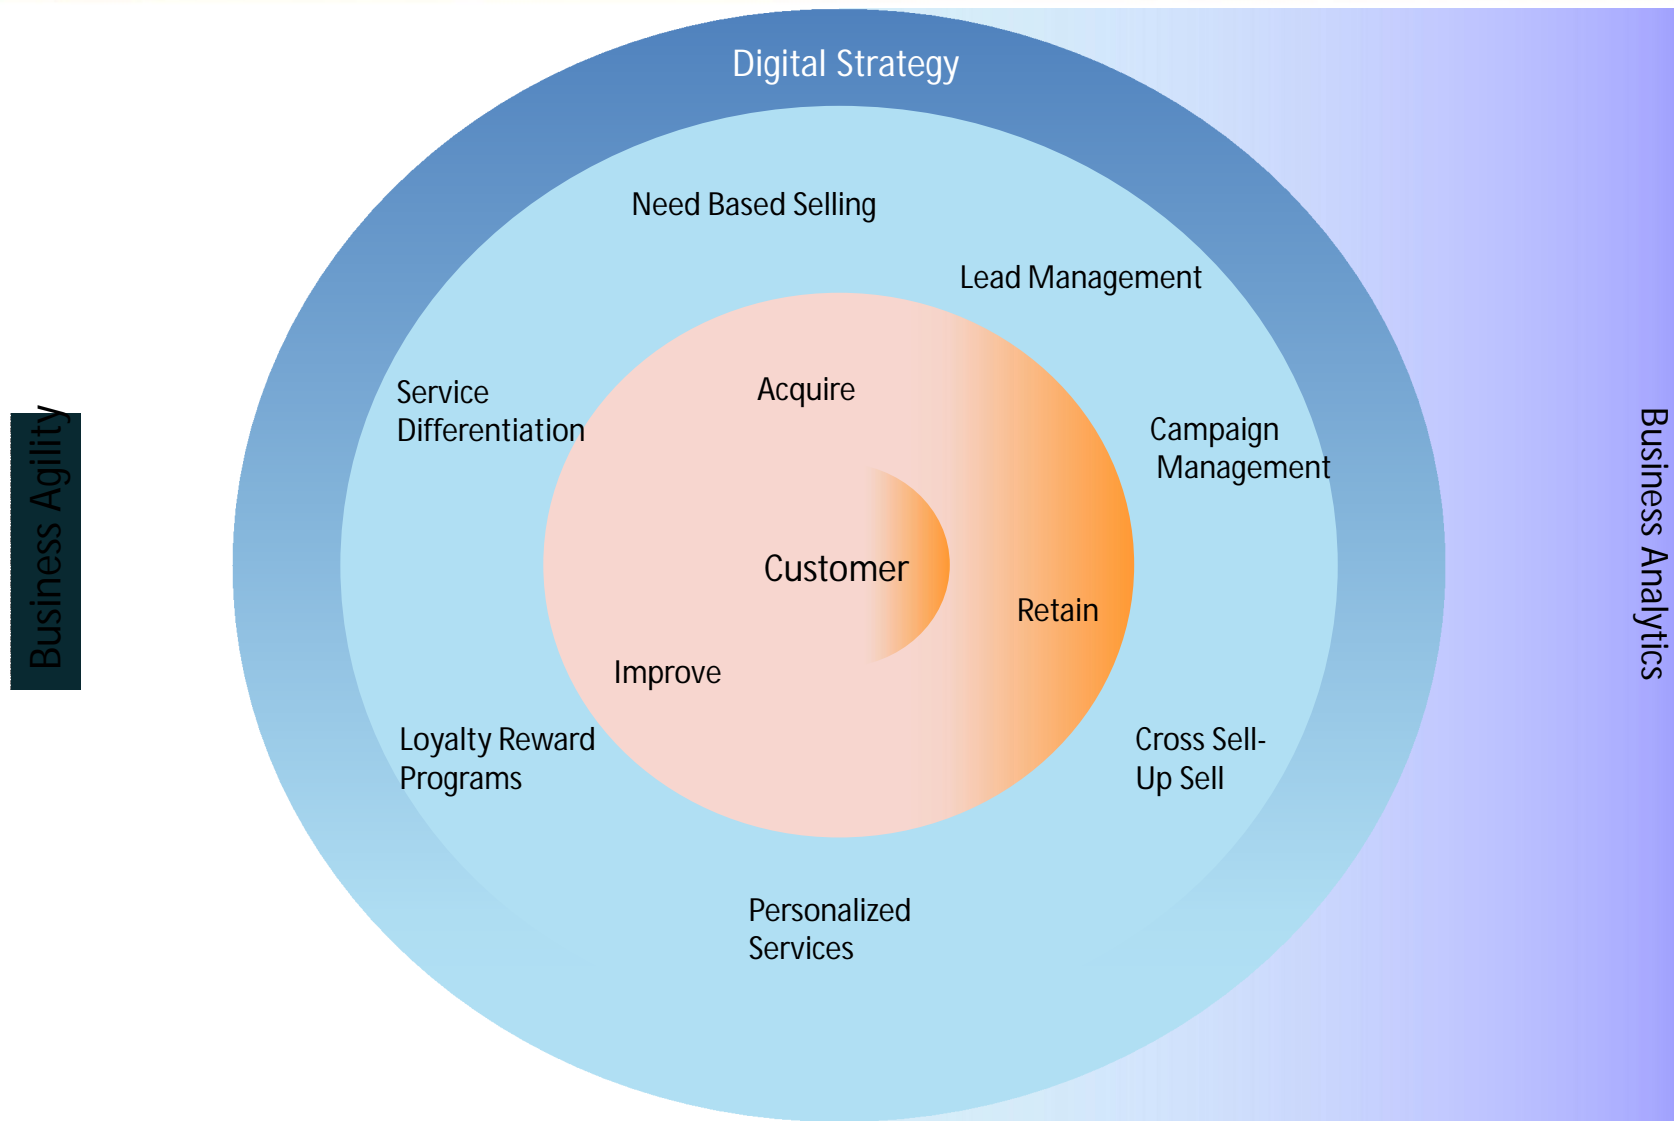 Digital Strategy
Need Based Selling
Lead Management
Service
Differentiation
Acquire
Campaign
Management
Business Agility
Business Analytics
Customer
Retain
Improve
Loyalty Reward
Programs
Cross Sell-
Up Sell
Personalized
Services